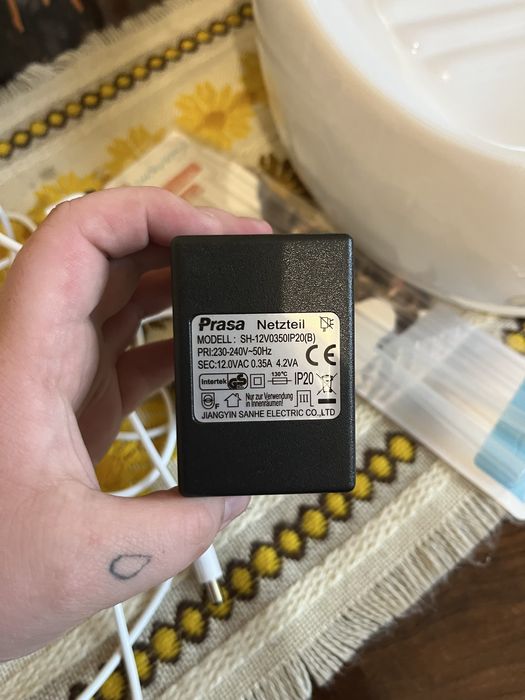 Prasa Netzteil
MODELL : SH-12V0350IP20(B)
PRI:230-240V~50Hz
SEC:12.0VAC 0.35A 4.2VA
CE
Intertek GS 130°C IP20
F Nur zur Verwendung
in Innenräumen!
JIANGYIN SANHE ELECTRIC CO.,LTD